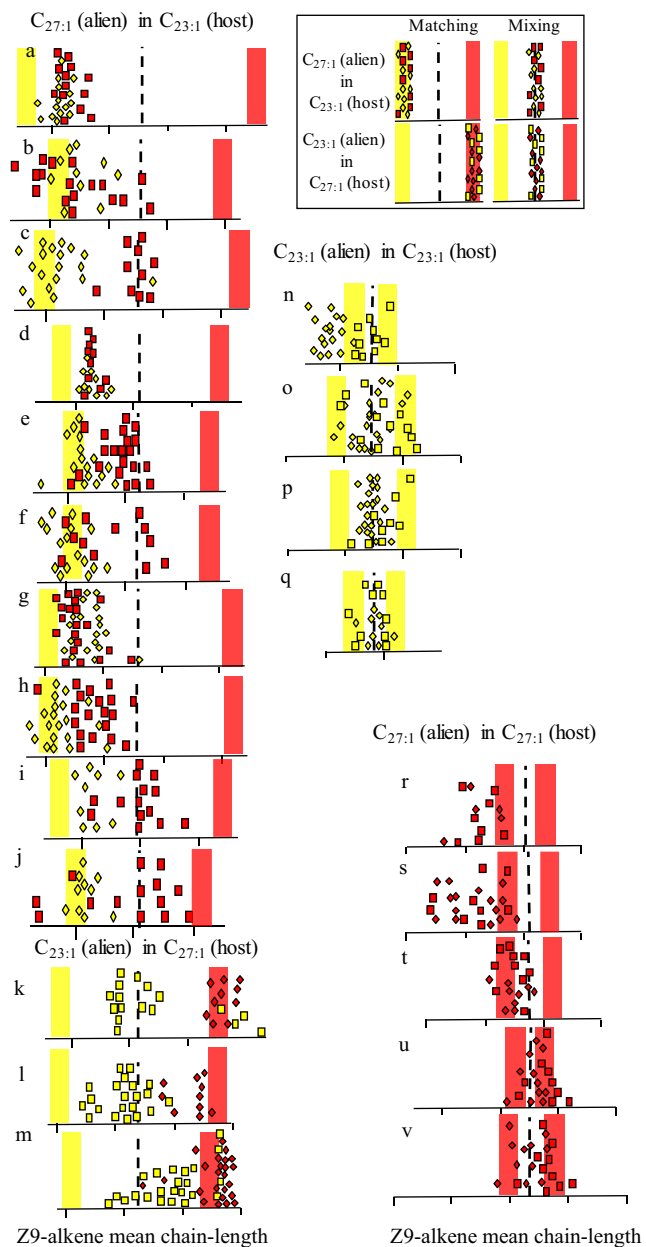 C27:1 (alien) in C23:1 (host)
a
b
c
d
e
f
g
h
i
j
C23:1 (alien) in C27:1 (host)
k
l
m
Z9-alkene mean chain-length
Matching Mixing
C27:1 (alien)
in
C23:1 (host)
C23:1 (alien)
in
C27:1 (host)
C23:1 (alien) in C23:1 (host)
n
o
p
q
C27:1 (alien) in C27:1 (host)
r
s
t
u
v
Z9-alkene mean chain-length